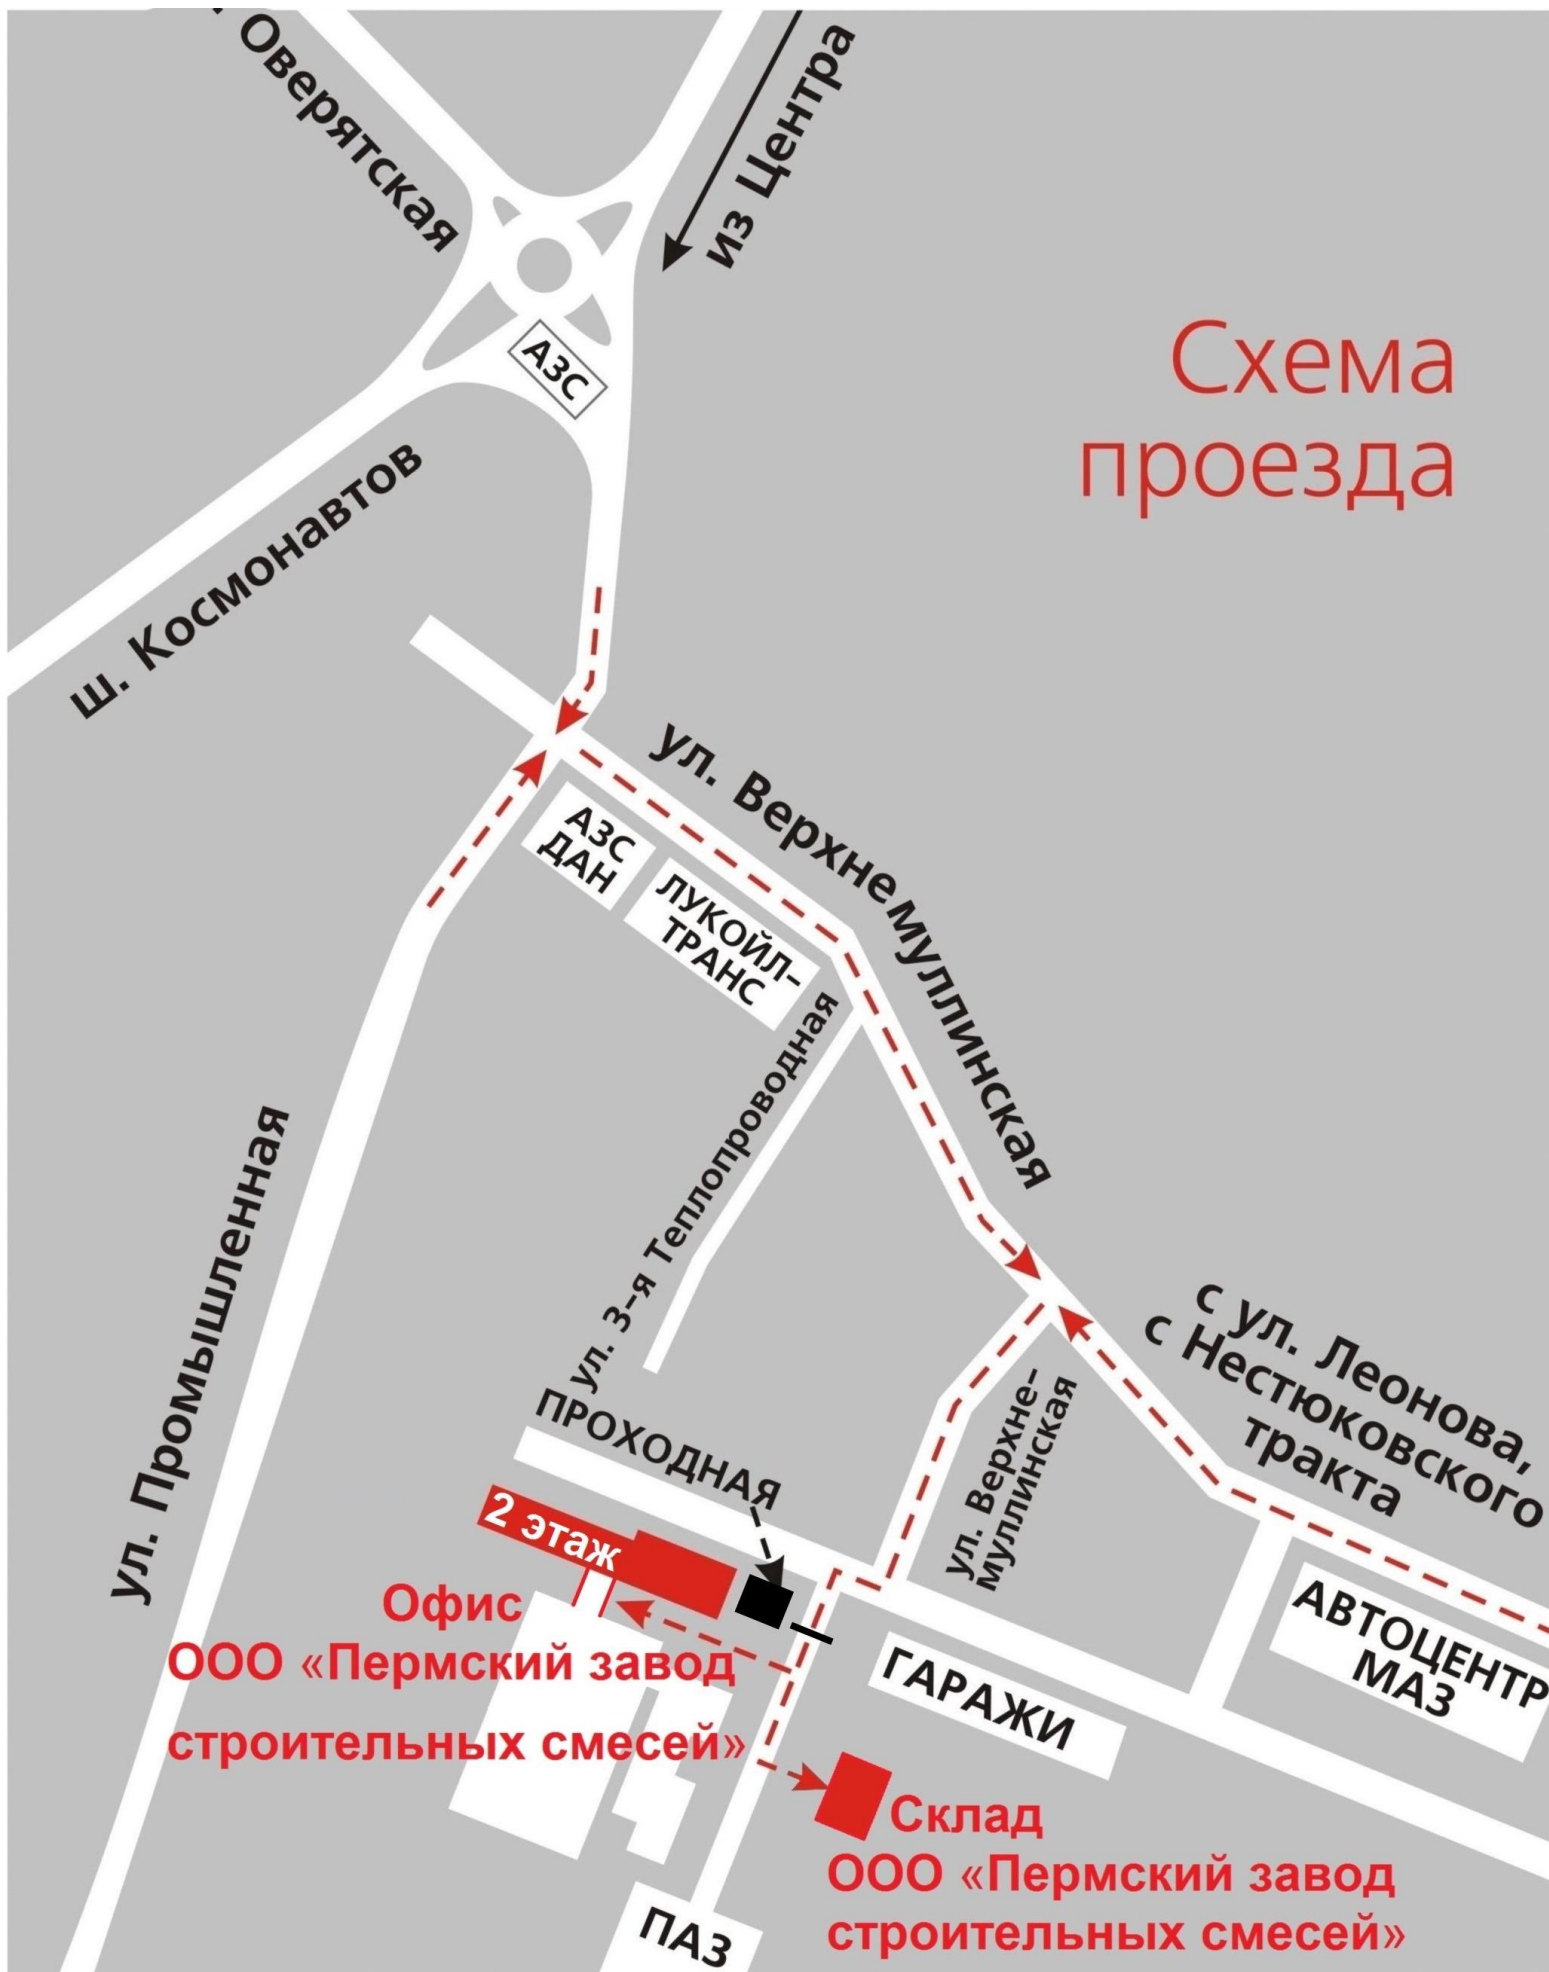 Оверятская
из Центра
Схема
проезда
АЗС
ш. Космонавтов
ул. Верхнемуллинская
АЗС
ДАН
ЛУКОЙЛ-
ТРАНС
ул. 3-я Теплопроводная
ул. Промышленная
с ул. Леонова,
с Нестюковского
тракта
ПРОХОДНАЯ
ул. Верхне-
муллинская
2 этаж
Офис
ООО «Пермский завод
строительных смесей»
ГАРАЖИ
АВТОЦЕНТР
МАЗ
Склад
ООО «Пермский завод
строительных смесей»
ПАЗ